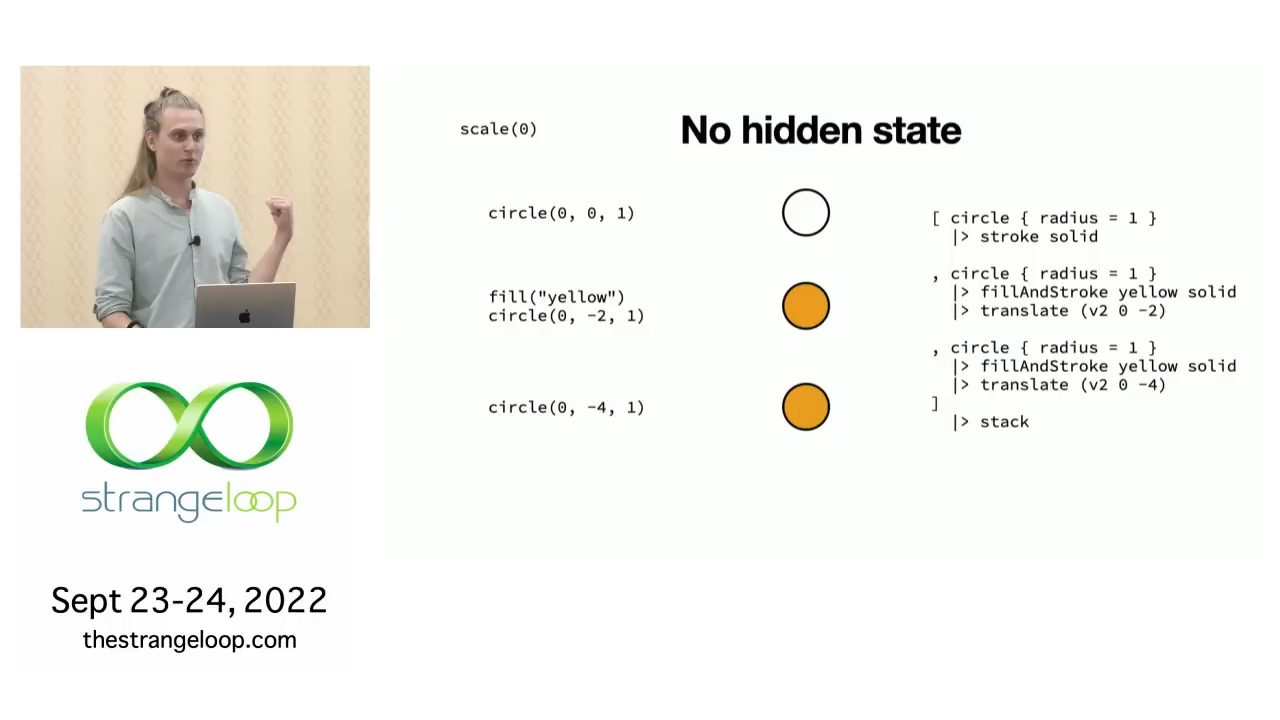 No hidden state
scale(0)
circle(0, 0, 1)
fill("yellow")
circle(0, -2, 1)
circle(0, -4, 1)
[ circle { radius = 1 }
|> stroke solid
, circle { radius = 1 }
|> fillAndStroke yellow solid
|> translate (v2 0 -2)
, circle { radius = 1 }
|> fillAndStroke yellow solid
|> translate (v2 0 -4)
]
|> stack
strangeloop
Sept 23-24, 2022
thestrangeloop.com